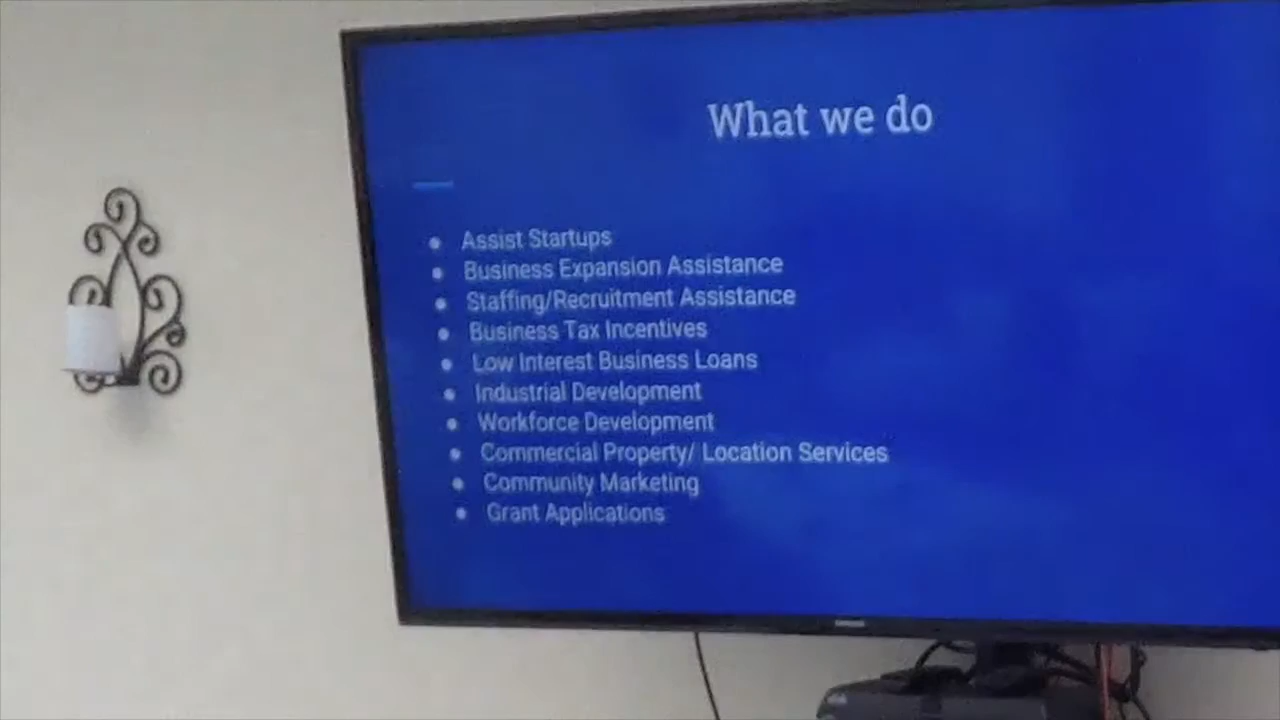 What we do
Assist Startups
Business Expansion Assistance
Staffing/Recruitment Assistance
Business Tax Incentives
Low Interest Business Loans
Industrial Development
Workforce Development
Commercial Property/ Location Services
Community Marketing
Grant Applications